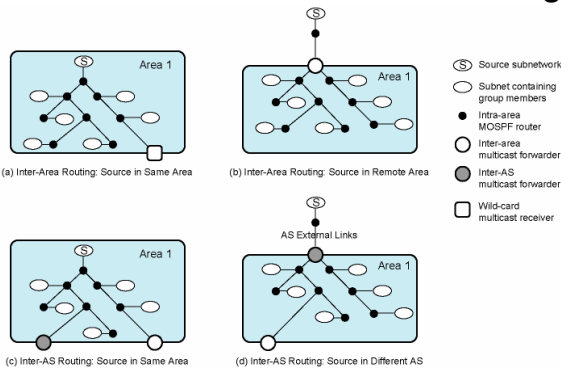 S
Area 1
(a) Inter-Area Routing: Source in Same Area
S
Area 1
(b) Inter-Area Routing: Source in Remote Area
S
Area 1
(c) Inter-AS Routing: Source in Same Area
S
AS External Links
Area 1
(d) Inter-AS Routing: Source in Different AS
S
Source subnetwork
Subnet containing
group members
Intra-area
MOSPF router
Inter-area
multicast forwarder
Inter-AS
multicast forwarder
Wild-card
multicast receiver